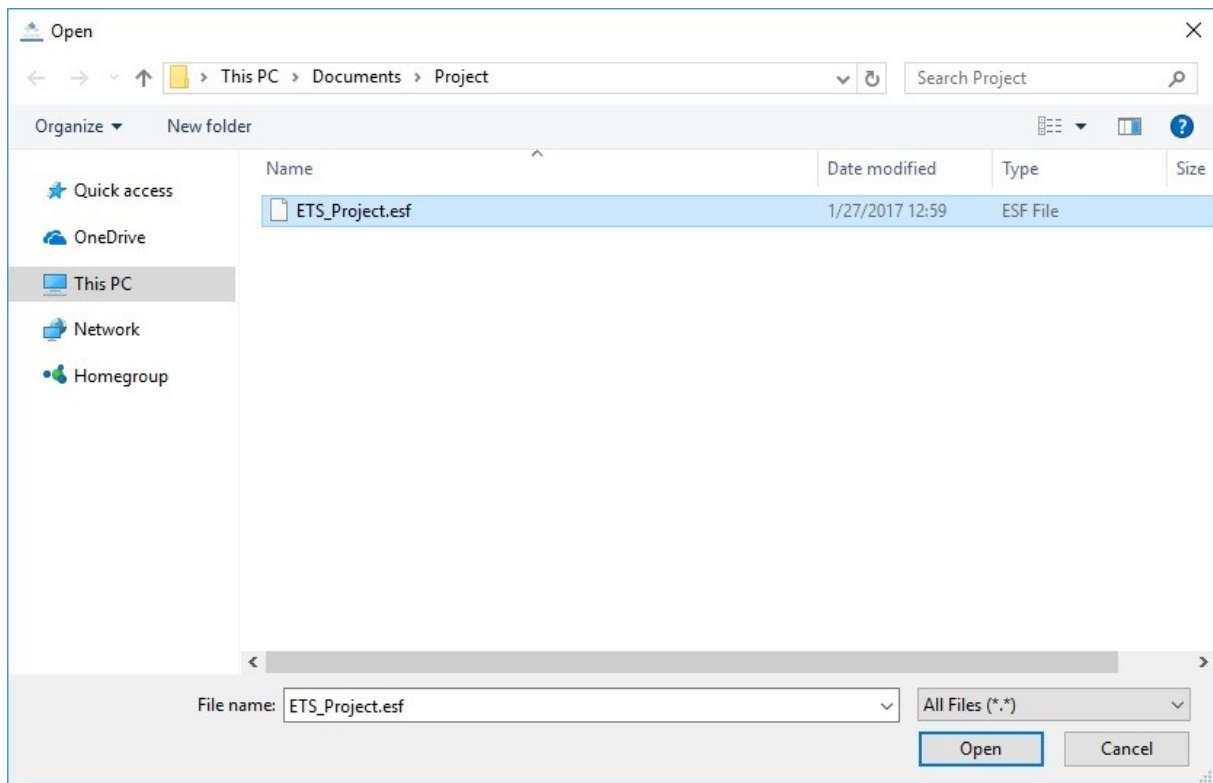 Open
This PC > Documents > Project
Search Project
Organize
New folder
Name
Date modified
Type
Size
Quick access
OneDrive
This PC
Network
Homegroup
ETS_Project.esf
1/27/2017 12:59
ESF File
File name:
ETS_Project.esf
All Files (*.*)
Open
Cancel